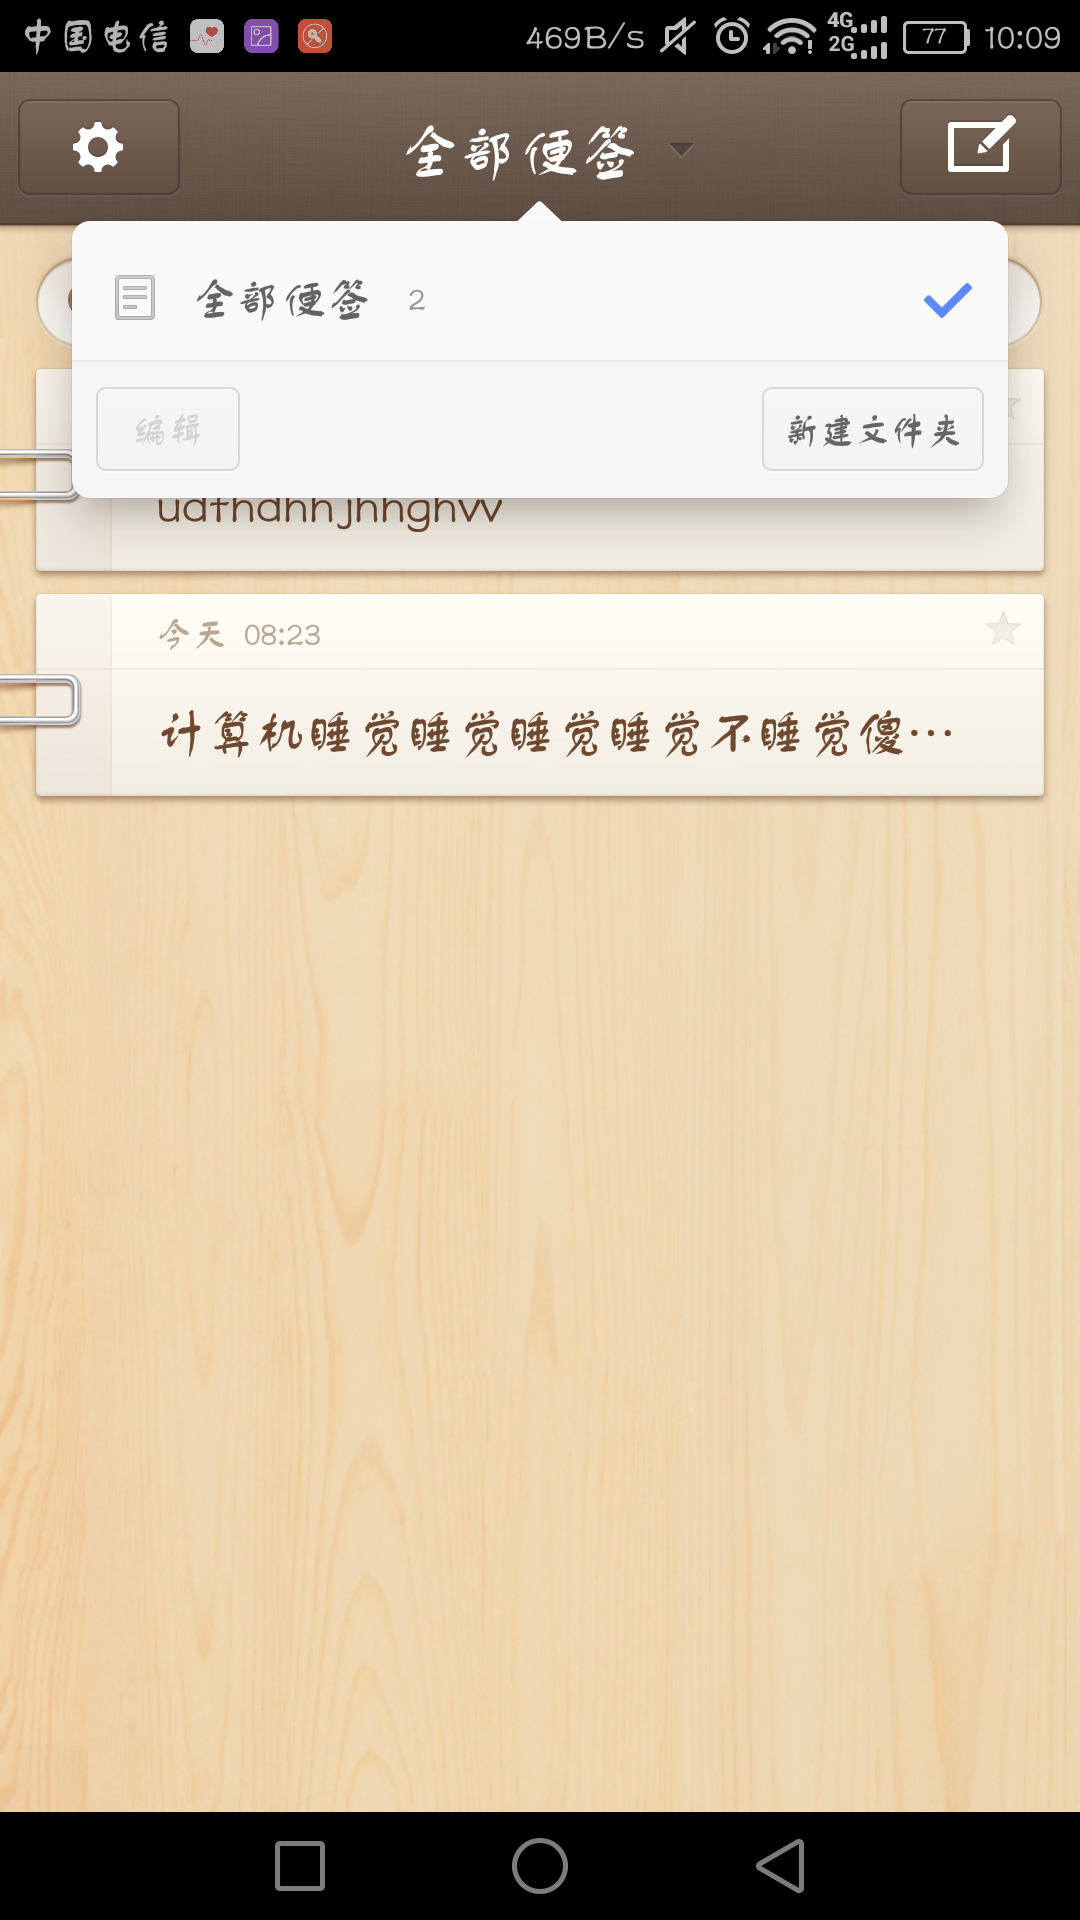 中国电信 469B/s 4G 2G 77 10:09
全部便签
全部便签 2
编辑 新建文件夹
udfhdhhjhhghvv
今天 08:23
计算机睡觉睡觉睡觉睡觉不睡觉傻…